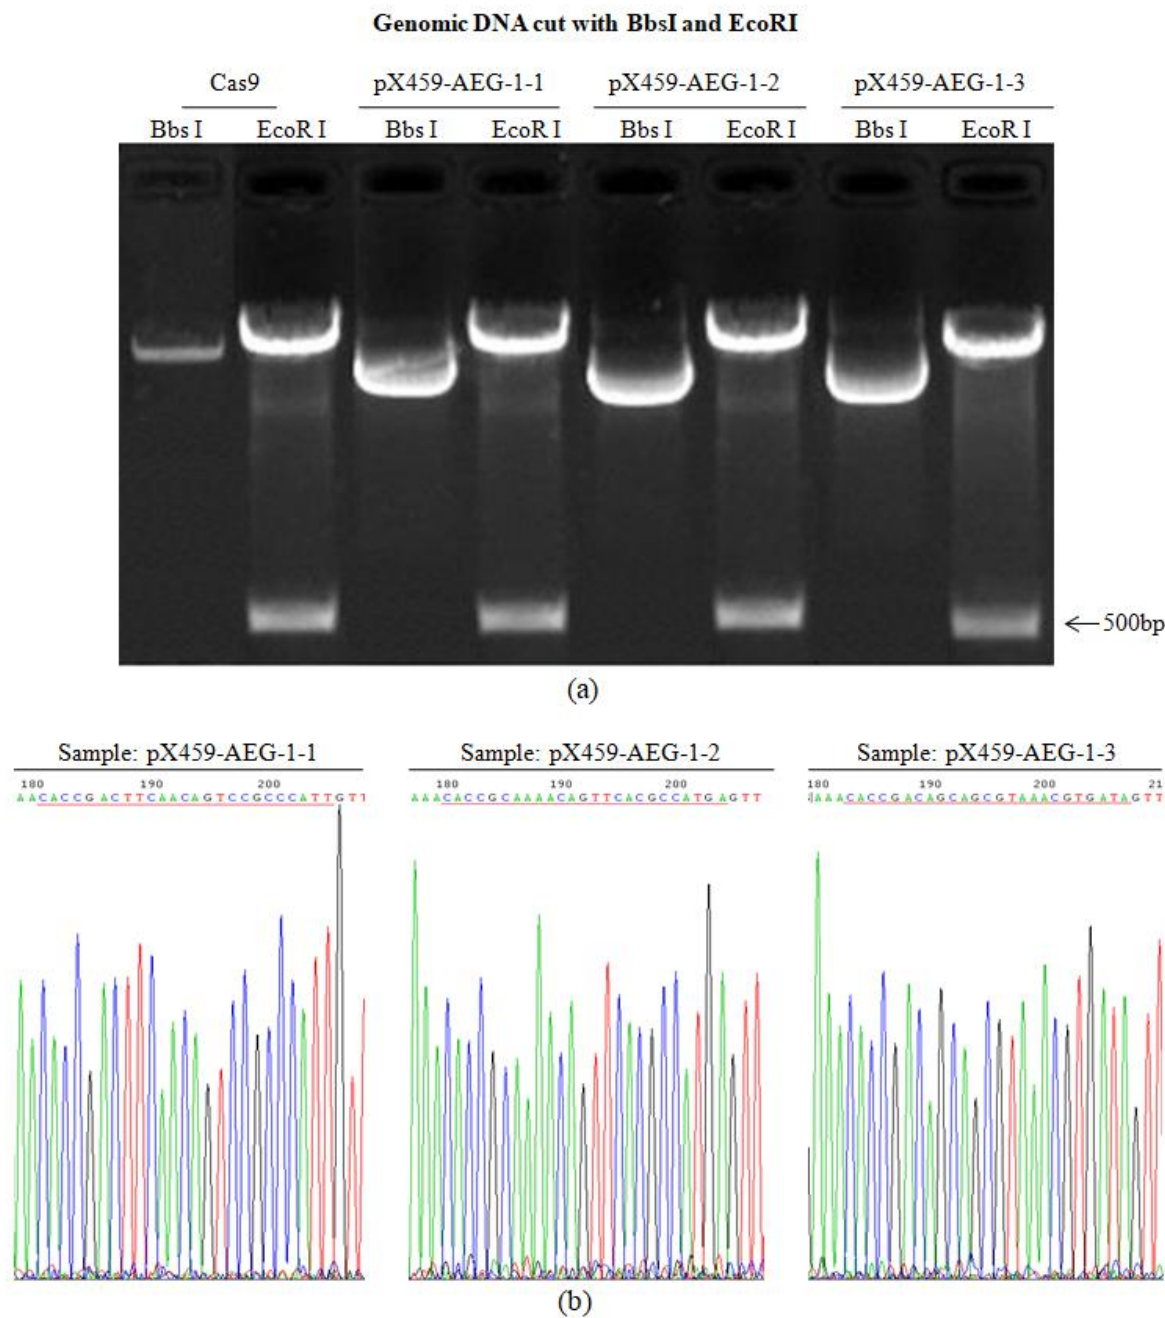 Genomic DNA cut with BbsI and EcoRI
Cas9 pX459-AEG-1-1 pX459-AEG-1-2 pX459-AEG-1-3
Bbs I EcoR I Bbs I EcoR I Bbs I EcoR I Bbs I EcoR I
500bp
(a)
Sample: pX459-AEG-1-1 Sample: pX459-AEG-1-2 Sample: pX459-AEG-1-3
180 190 200 180 190 200 180 190 200 21
AACACCGACTTCAACAGTCCGCCCATTGTT AAACACCGCAAAACAGTTCACGCCATGAGTT AAACACCGACAGCAGCGTAAACGTGATAGTT
(b)